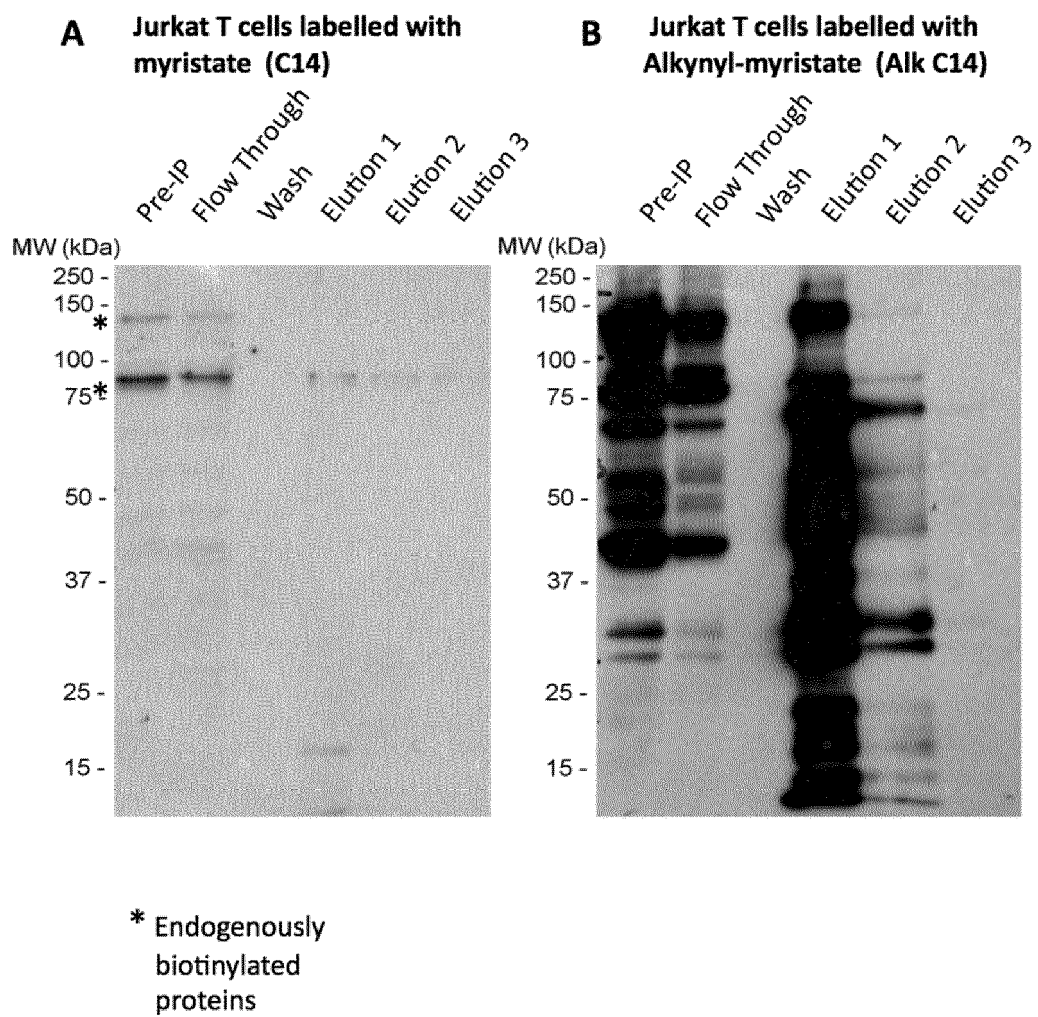 A Jurkat T cells labelled with
myristate (C14)
Pre-IP
Flow Through
Wash
Elution 1
Elution 2
Elution 3
MW (kDa)
250 -
150 -
*
100 -
*
75 -
50 -
37 -
25 -
15 -
B Jurkat T cells labelled with
Alkynyl-myristate (Alk C14)
Pre-IP
Flow Through
Wash
Elution 1
Elution 2
Elution 3
MW (kDa)
250 -
150 -
100 -
75 -
50 -
37 -
25 -
15 -
* Endogenously
biotinylated
proteins